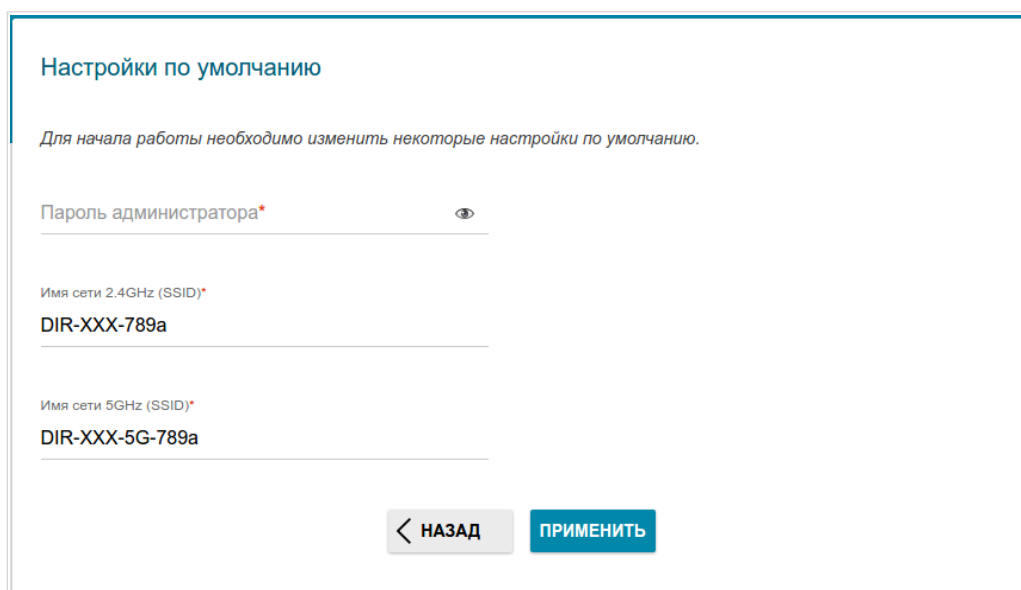 Настройки по умолчанию
Для начала работы необходимо изменить некоторые настройки по умолчанию.
Пароль администратора*
Имя сети 2.4GHz (SSID)*
DIR-XXX-789a
Имя сети 5GHz (SSID)*
DIR-XXX-5G-789a
НАЗАД
ПРИМЕНИТЬ